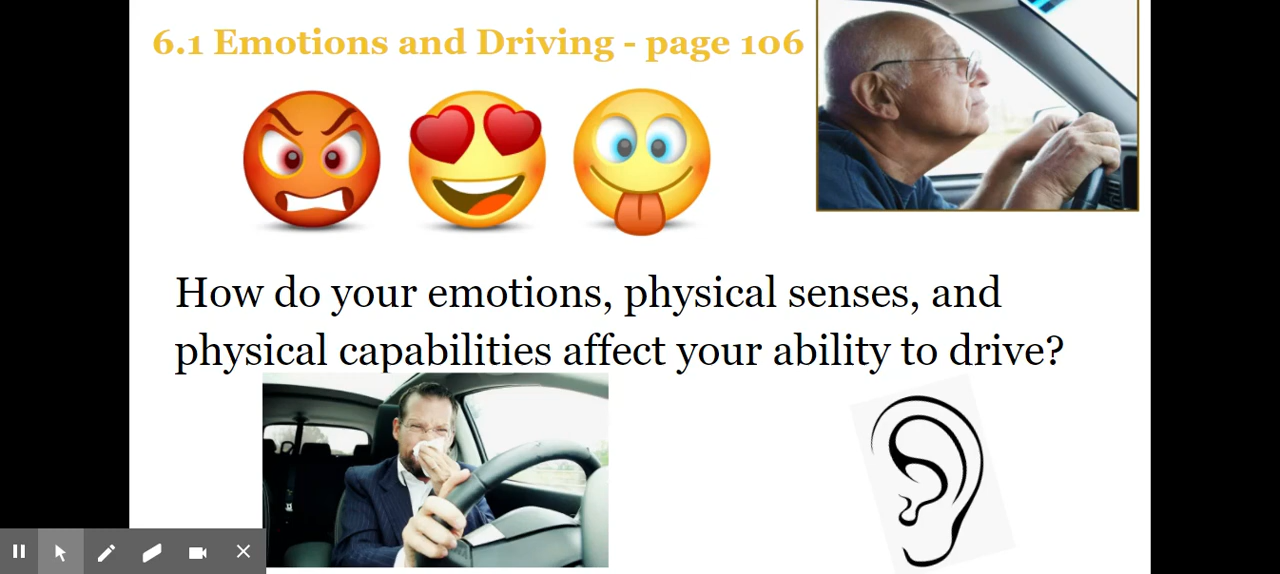 6.1 Emotions and Driving - page 106
How do your emotions, physical senses, and
physical capabilities affect your ability to drive?